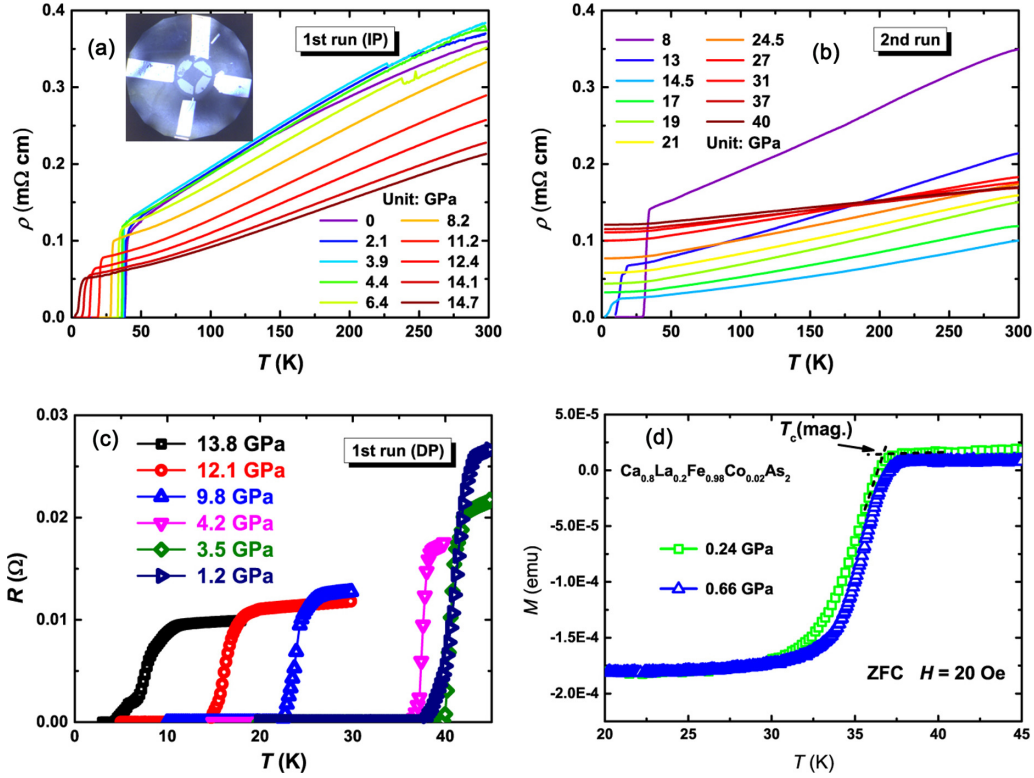 (a)
1st run (IP)
0.4
0.3
0.2
0.1
0.0
ρ (mΩ cm)
Unit: GPa
0 8.2
2.1 11.2
3.9 12.4
4.4 14.1
6.4 14.7
0 50 100 150 200 250 300
T (K)
(b)
2nd run
0.4
0.3
0.2
0.1
0.0
ρ (mΩ cm)
8 24.5
13 27
14.5 31
17 37
19 40
21 Unit: GPa
0 50 100 150 200 250 300
T (K)
(c)
1st run (DP)
0.03
0.02
0.01
0.00
R (Ω)
13.8 GPa
12.1 GPa
9.8 GPa
4.2 GPa
3.5 GPa
1.2 GPa
0 10 20 30 40
T (K)
(d)
Tc(mag.)
5.0E-5
0.0
-5.0E-5
-1.0E-4
-1.5E-4
-2.0E-4
M (emu)
Ca0.8La0.2Fe0.98Co0.02As2
0.24 GPa
0.66 GPa
ZFC H = 20 Oe
20 25 30 35 40 45
T (K)